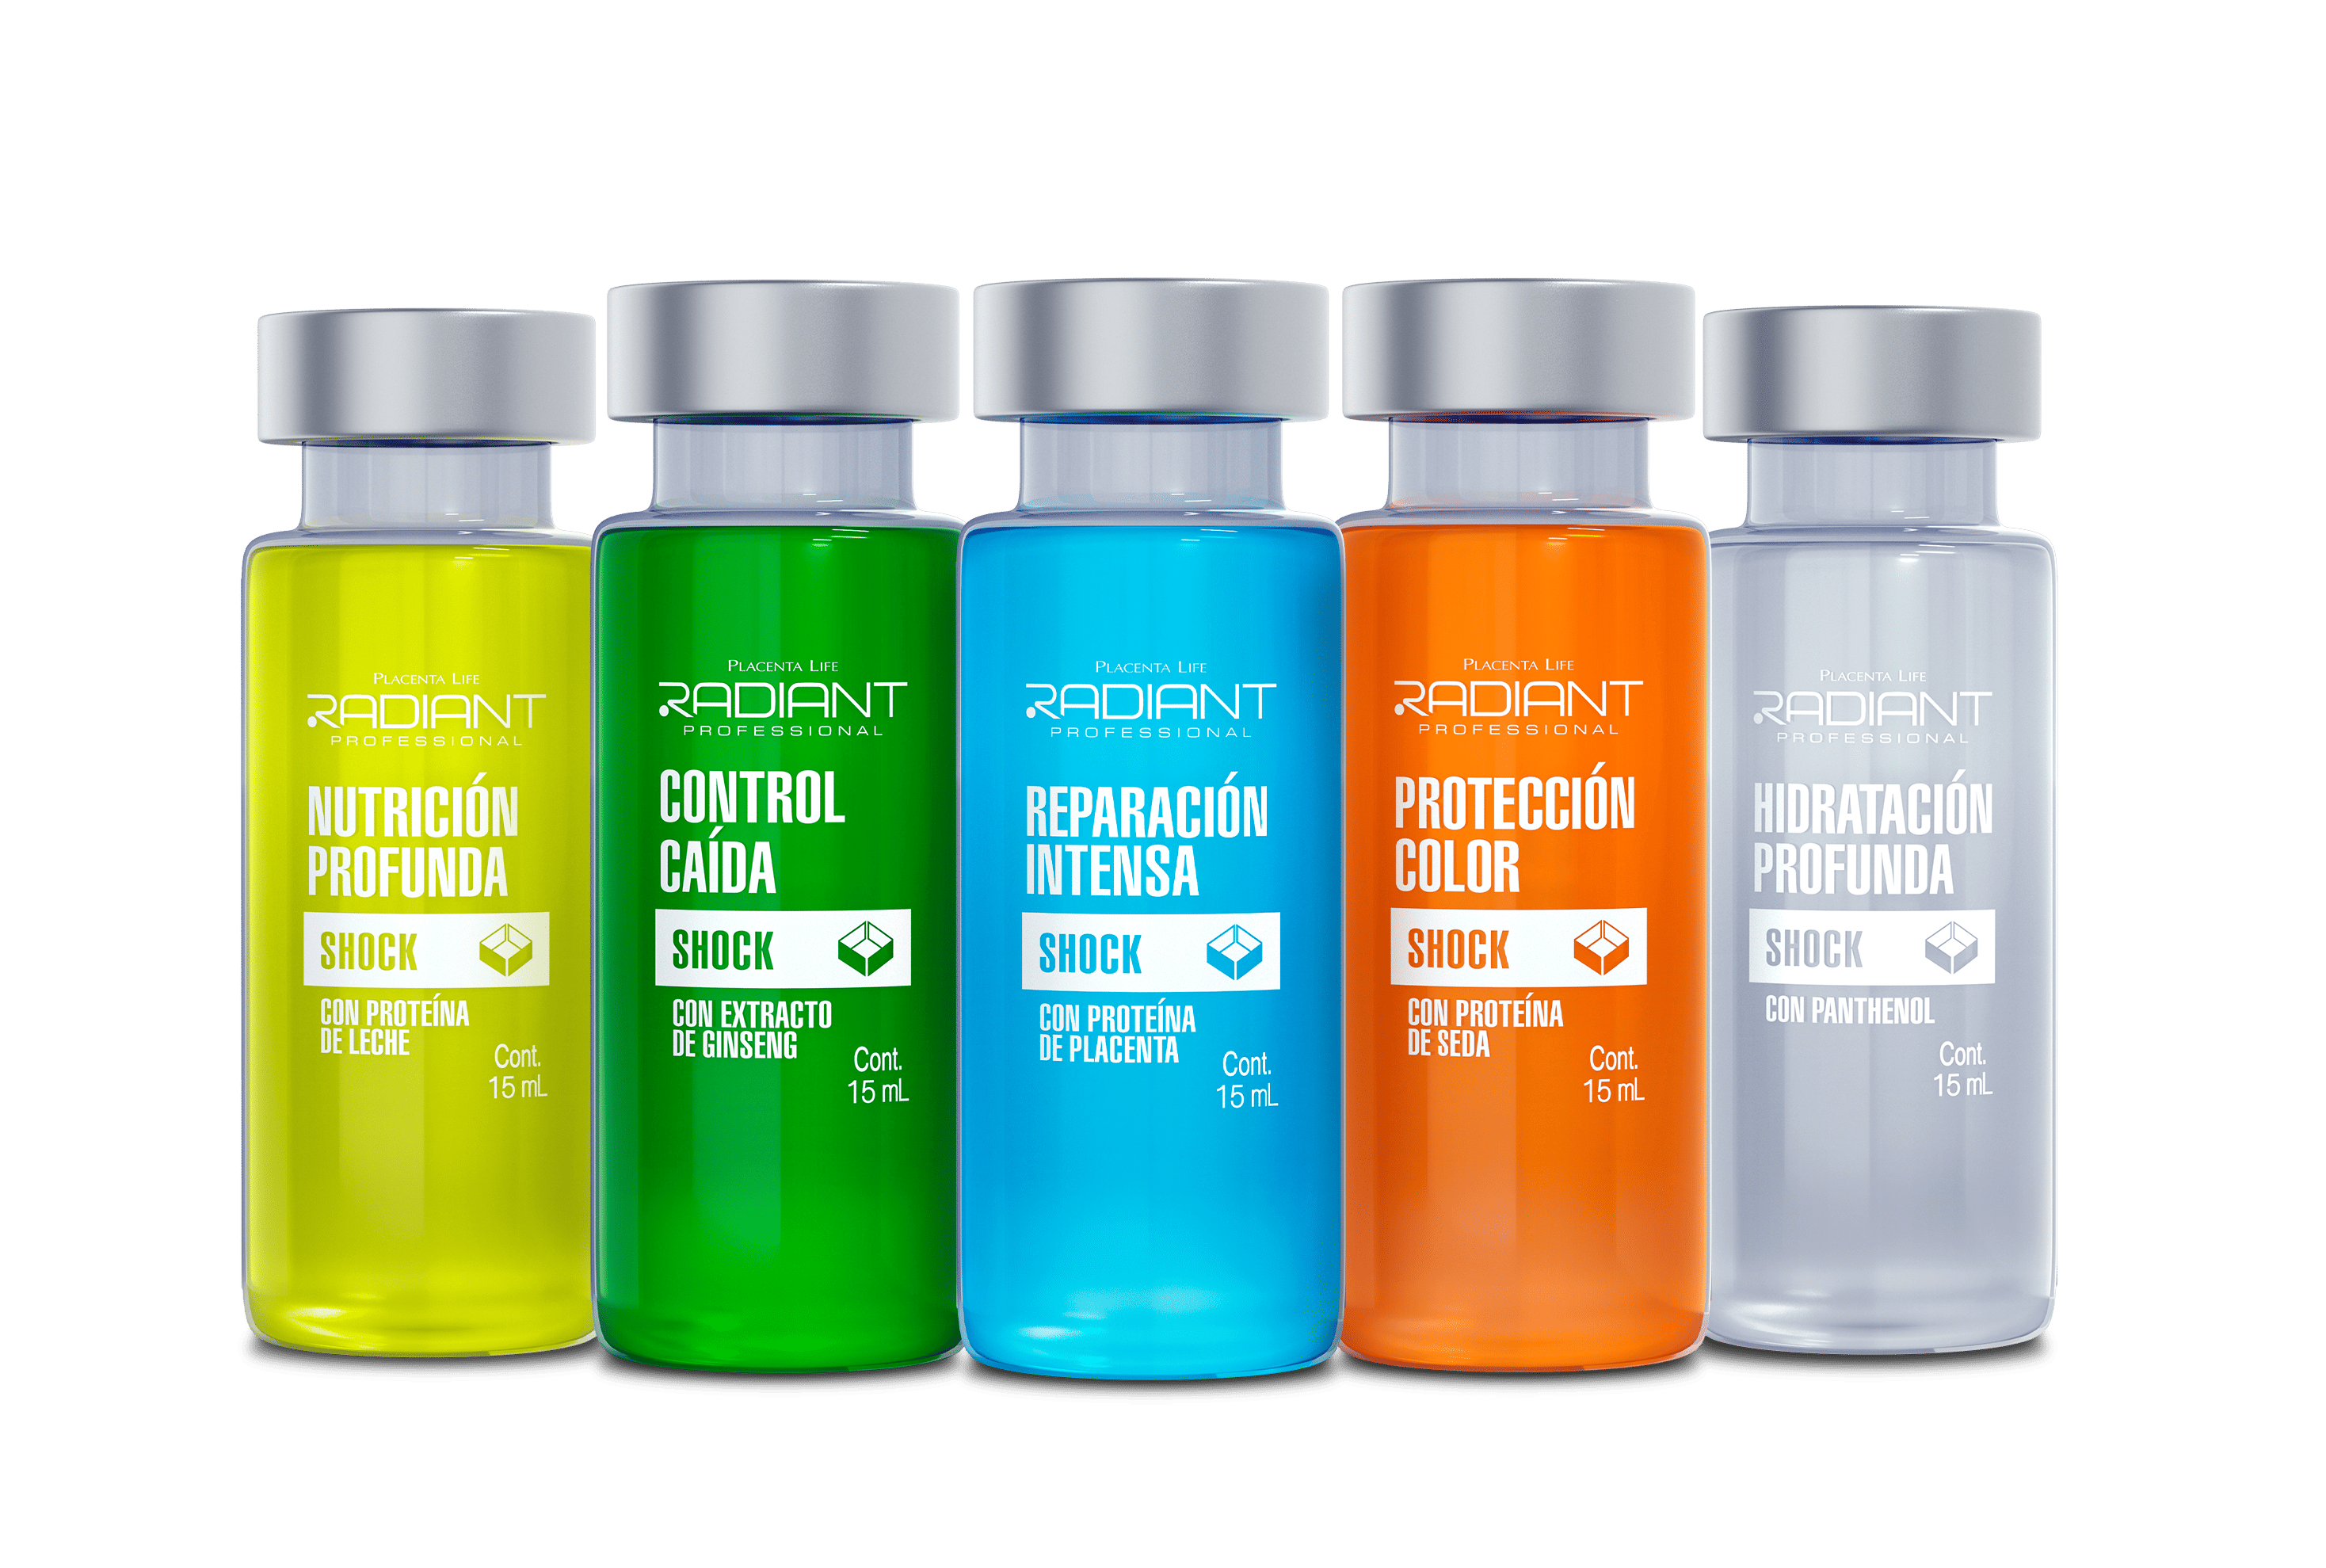 PLACENTA LIFE
RADIANT
PROFESSIONAL
NUTRICIÓN
PROFUNDA
SHOCK
CON PROTEÍNA
DE LECHE
Cont.
15 mL
PLACENTA LIFE
RADIANT
PROFESSIONAL
CONTROL
CAÍDA
SHOCK
CON EXTRACTO
DE GINSENG
Cont.
15 mL
PLACENTA LIFE
RADIANT
PROFESSIONAL
REPARACIÓN
INTENSA
SHOCK
CON PROTEÍNA
DE PLACENTA
Cont.
15 mL
PLACENTA LIFE
RADIANT
PROFESSIONAL
PROTECCIÓN
COLOR
SHOCK
CON PROTEÍNA
DE SEDA
Cont.
15 mL
PLACENTA LIFE
RADIANT
PROFESSIONAL
HIDRATACIÓN
PROFUNDA
SHOCK
CON PANTHENOL
Cont.
15 mL